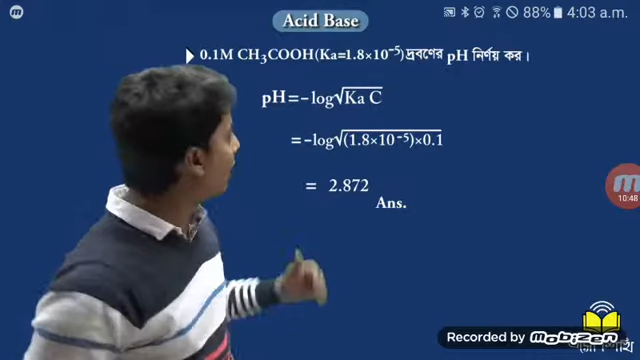 88% 4:03 a.m.
Acid Base
0.1M CH₃COOH(Ka=1.8×10⁻⁵) দ্রবণের pH নির্ণয় কর।
pH=−log√Ka C
=−log√(1.8×10⁻⁵)×0.1
= 2.872
Ans.
10:48
Recorded by mobizen